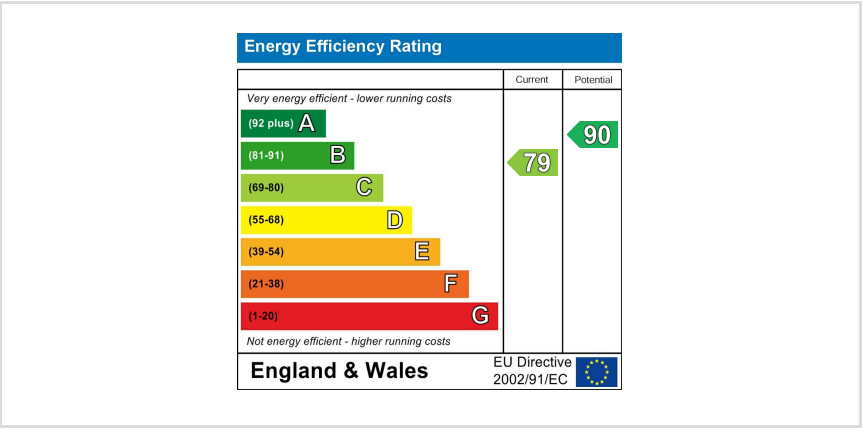 Energy Efficiency Rating
Current Potential
Very energy efficient - lower running costs
(92 plus) A
(81-91) B
(69-80) C
(55-68) D
(39-54) E
(21-38) F
(1-20) G
79
90
Not energy efficient - higher running costs
England & Wales
EU Directive
2002/91/EC